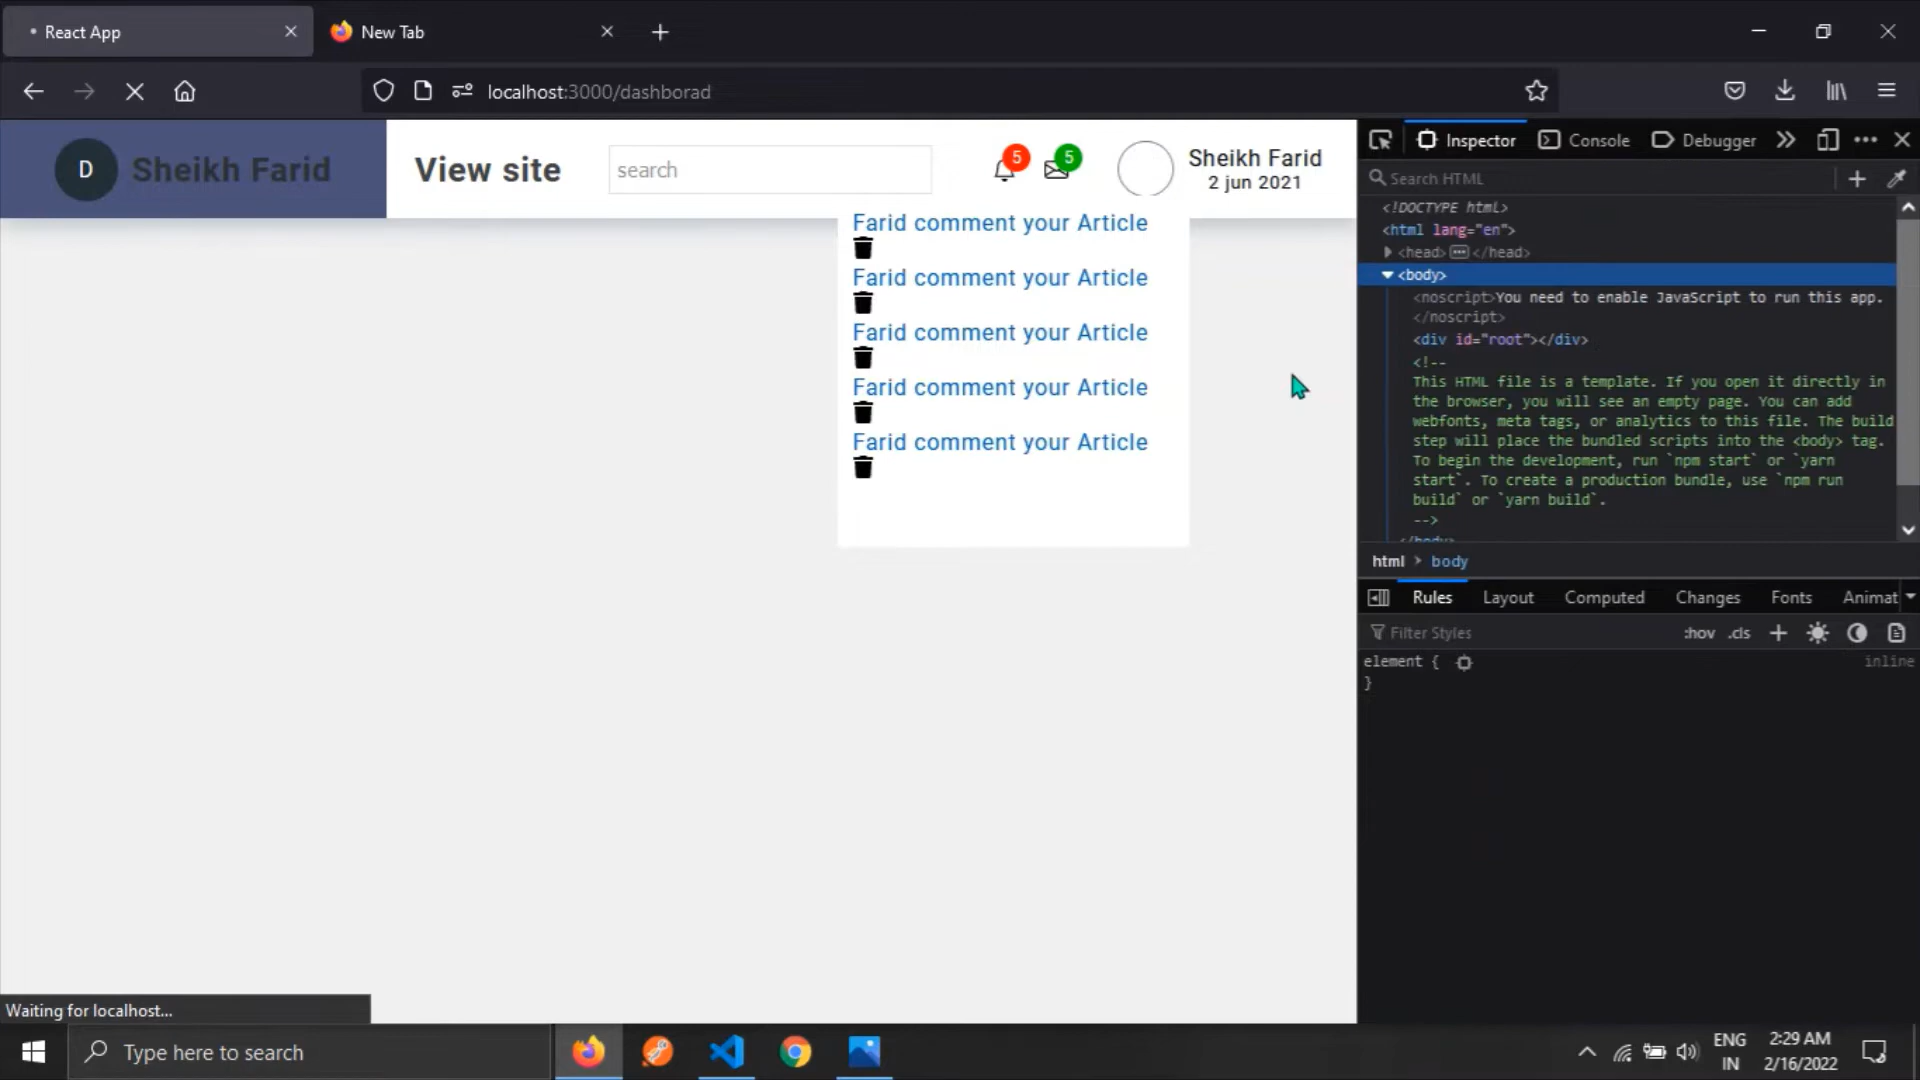 React App
New Tab
localhost:3000/dashborad
D
Sheikh Farid
View site
search
5
5
Sheikh Farid
2 jun 2021
Farid comment your Article
Farid comment your Article
Farid comment your Article
Farid comment your Article
Farid comment your Article
Waiting for localhost...
Inspector
Console
Debugger
Search HTML
<!DOCTYPE html>
<html lang="en">
<head></head>
<body>
<noscript>You need to enable JavaScript to run this app.
</noscript>
<div id="root"></div>
<!--
This HTML file is a template. If you open it directly in
the browser, you will see an empty page. You can add
webfonts, meta tags, or analytics to this file. The build
step will place the bundled scripts into the <body> tag.
To begin the development, run `npm start` or `yarn
start`. To create a production bundle, use `npm run
build` or `yarn build`.
-->
</body>
html > body
Rules Layout Computed Changes Fonts Animat
Filter Styles
:hov .cls
element {
inline
}
Type here to search
ENG
IN
2:29 AM
2/16/2022